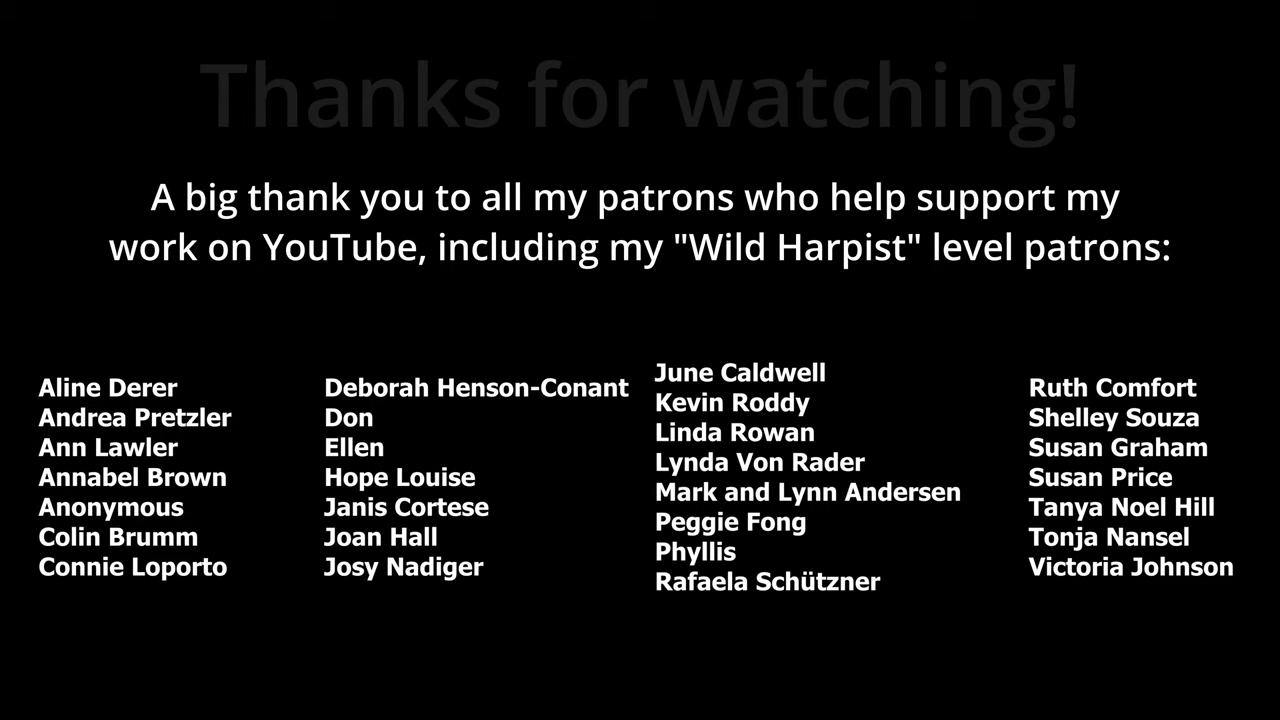 Thanks for watching!
A big thank you to all my patrons who help support my
work on YouTube, including my "Wild Harpist" level patrons:
Aline Derer
Andrea Pretzler
Ann Lawler
Annabel Brown
Anonymous
Colin Brumm
Connie Loporto
Deborah Henson-Conant
Don
Ellen
Hope Louise
Janis Cortese
Joan Hall
Josy Nadiger
June Caldwell
Kevin Roddy
Linda Rowan
Lynda Von Rader
Mark and Lynn Andersen
Peggie Fong
Phyllis
Rafaela Schützner
Ruth Comfort
Shelley Souza
Susan Graham
Susan Price
Tanya Noel Hill
Tonja Nansel
Victoria Johnson